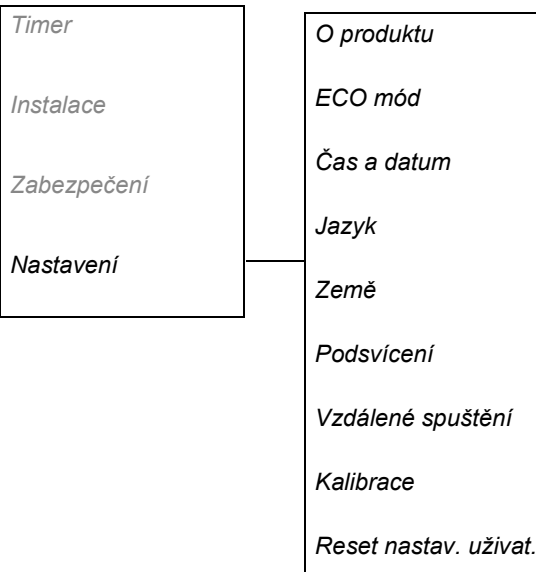 Timer
Instalace
Zabezpečení
Nastavení
O produktu
ECO mód
Čas a datum
Jazyk
Země
Podsvícení
Vzdálené spuštění
Kalibrace
Reset nastav. uživat.